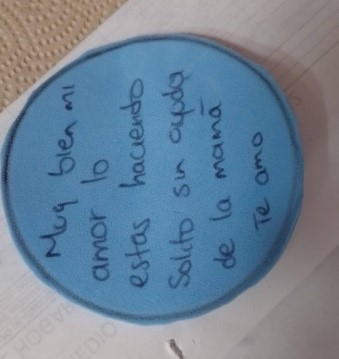 Muy bien mi
amor lo
estas haciendo
Solito sin ayuda
de la mamá
Te amo